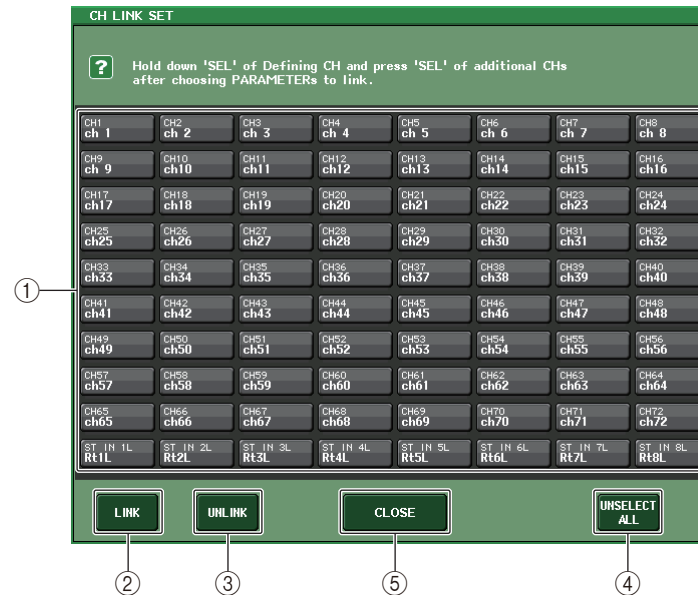 CH LINK SET
? Hold down 'SEL' of Defining CH and press 'SEL' of additional CHs
after choosing PARAMETERs to link.
CH1 CH2 CH3 CH4 CH5 CH6 CH7 CH8
ch 1 ch 2 ch 3 ch 4 ch 5 ch 6 ch 7 ch 8
CH9 CH10 CH11 CH12 CH13 CH14 CH15 CH16
ch 9 ch10 ch11 ch12 ch13 ch14 ch15 ch16
CH17 CH18 CH19 CH20 CH21 CH22 CH23 CH24
ch17 ch18 ch19 ch20 ch21 ch22 ch23 ch24
CH25 CH26 CH27 CH28 CH29 CH30 CH31 CH32
ch25 ch26 ch27 ch28 ch29 ch30 ch31 ch32
CH33 CH34 CH35 CH36 CH37 CH38 CH39 CH40
ch33 ch34 ch35 ch36 ch37 ch38 ch39 ch40
①
CH41 CH42 CH43 CH44 CH45 CH46 CH47 CH48
ch41 ch42 ch43 ch44 ch45 ch46 ch47 ch48
CH49 CH50 CH51 CH52 CH53 CH54 CH55 CH56
ch49 ch50 ch51 ch52 ch53 ch54 ch55 ch56
CH57 CH58 CH59 CH60 CH61 CH62 CH63 CH64
ch57 ch58 ch59 ch60 ch61 ch62 ch63 ch64
CH65 CH66 CH67 CH68 CH69 CH70 CH71 CH72
ch65 ch66 ch67 ch68 ch69 ch70 ch71 ch72
ST IN 1L ST IN 2L ST IN 3L ST IN 4L ST IN 5L ST IN 6L ST IN 7L ST IN 8L
Rt1L Rt2L Rt3L Rt4L Rt5L Rt6L Rt7L Rt8L
LINK UNLINK CLOSE UNSELECT
ALL
② ③ ⑤ ④